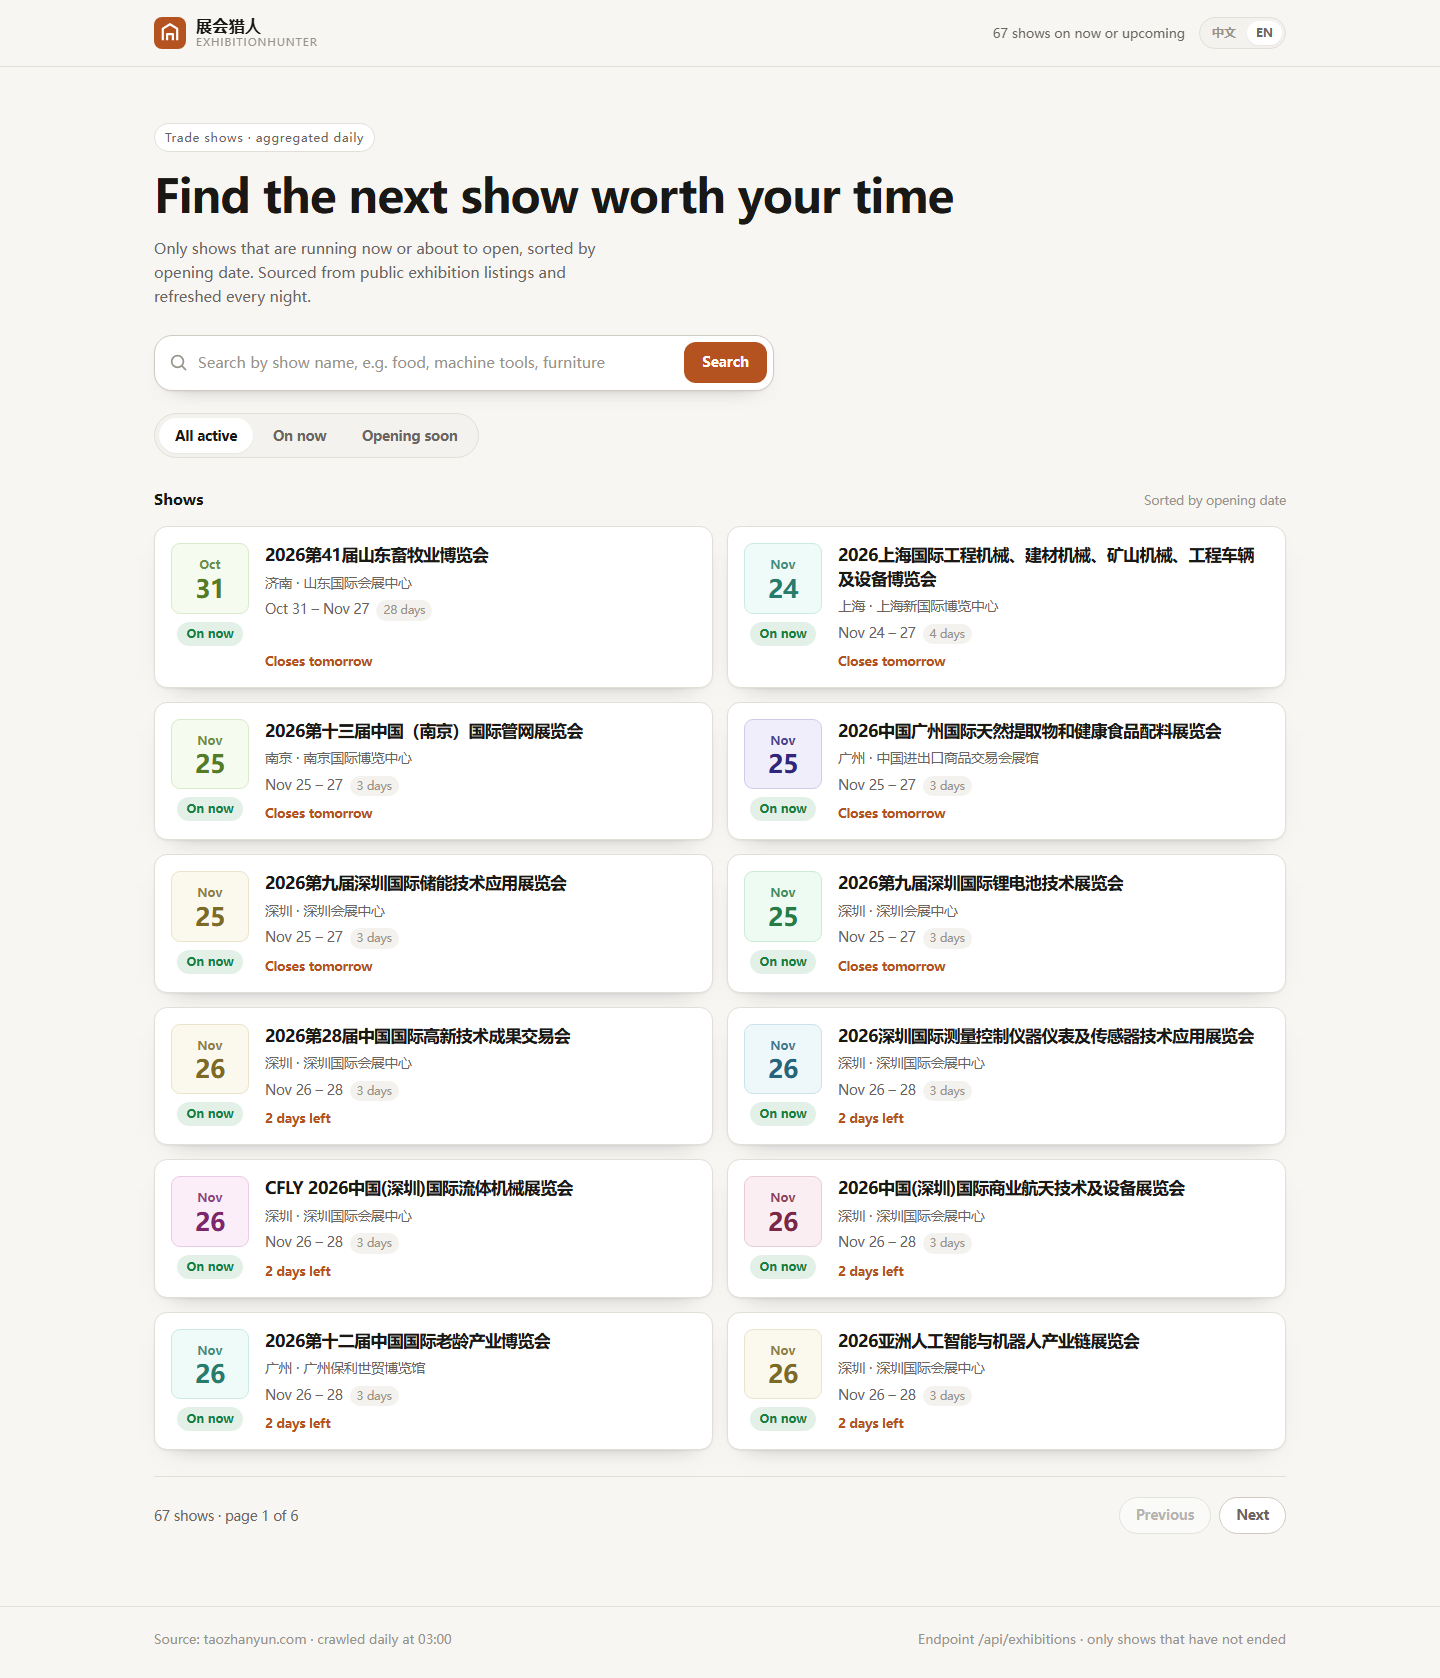 展会猎人
EXHIBITIONHUNTER
67 shows on now or upcoming
中文
EN
Trade shows · aggregated daily
Find the next show worth your time
Only shows that are running now or about to open, sorted by
opening date. Sourced from public exhibition listings and
refreshed every night.
Search by show name, e.g. food, machine tools, furniture
Search
All active
On now
Opening soon
Shows
Sorted by opening date
Oct
31
On now
2026第41届山东畜牧业博览会
济南 · 山东国际会展中心
Oct 31 – Nov 27 28 days
Closes tomorrow
Nov
24
On now
2026上海国际工程机械、建材机械、矿山机械、工程车辆
及设备博览会
上海 · 上海新国际博览中心
Nov 24 – 27 4 days
Closes tomorrow
Nov
25
On now
2026第十三届中国（南京）国际管网展览会
南京 · 南京国际博览中心
Nov 25 – 27 3 days
Closes tomorrow
Nov
25
On now
2026中国广州国际天然提取物和健康食品配料展览会
广州 · 中国进出口商品交易会展馆
Nov 25 – 27 3 days
Closes tomorrow
Nov
25
On now
2026第九届深圳国际储能技术应用展览会
深圳 · 深圳会展中心
Nov 25 – 27 3 days
Closes tomorrow
Nov
25
On now
2026第九届深圳国际锂电池技术展览会
深圳 · 深圳会展中心
Nov 25 – 27 3 days
Closes tomorrow
Nov
26
On now
2026第28届中国国际高新技术成果交易会
深圳 · 深圳国际会展中心
Nov 26 – 28 3 days
2 days left
Nov
26
On now
2026深圳国际测量控制仪器仪表及传感器技术应用展览会
深圳 · 深圳国际会展中心
Nov 26 – 28 3 days
2 days left
Nov
26
On now
CFLY 2026中国(深圳)国际流体机械展览会
深圳 · 深圳国际会展中心
Nov 26 – 28 3 days
2 days left
Nov
26
On now
2026中国(深圳)国际商业航天技术及设备展览会
深圳 · 深圳国际会展中心
Nov 26 – 28 3 days
2 days left
Nov
26
On now
2026第十二届中国国际老龄产业博览会
广州 · 广州保利世贸博览馆
Nov 26 – 28 3 days
2 days left
Nov
26
On now
2026亚洲人工智能与机器人产业链展览会
深圳 · 深圳国际会展中心
Nov 26 – 28 3 days
2 days left
67 shows · page 1 of 6
Previous
Next
Source: taozhanyun.com · crawled daily at 03:00
Endpoint /api/exhibitions · only shows that have not ended